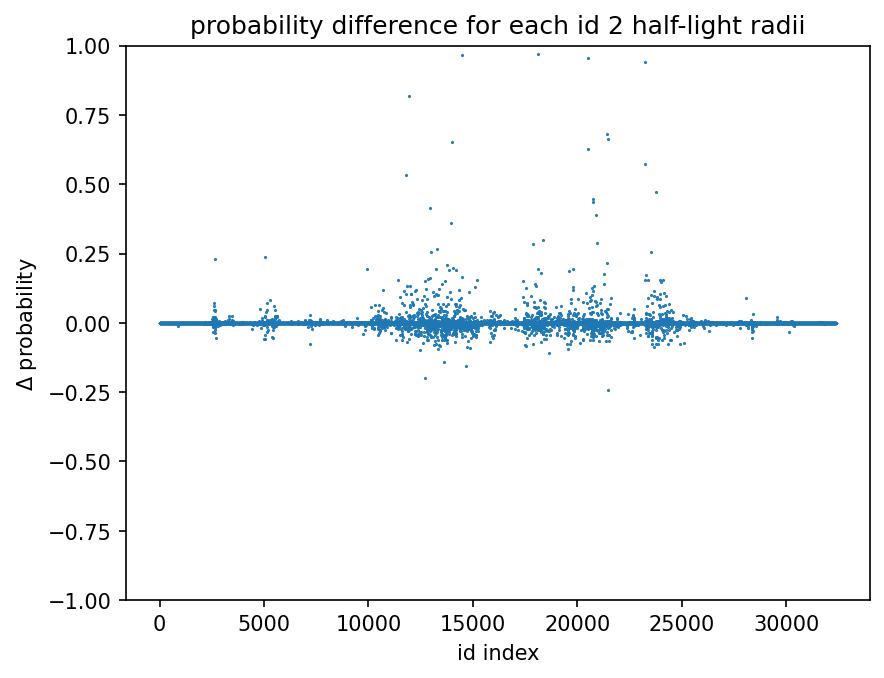 probability difference for each id 2 half-light radii
1.00
0.75
0.50
0.25
0.00
−0.25
−0.50
−0.75
−1.00
Δ probability
0 5000 10000 15000 20000 25000 30000
id index